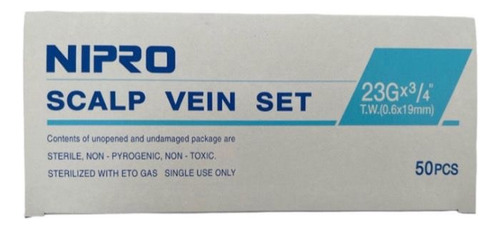 NIPRO
SCALP VEIN SET
23G×3/4"
T.W.(0.6x19mm)
Contents of unopened and undamaged package are
STERILE, NON - PYROGENIC, NON - TOXIC.
STERILIZED WITH ETO GAS SINGLE USE ONLY
50PCS